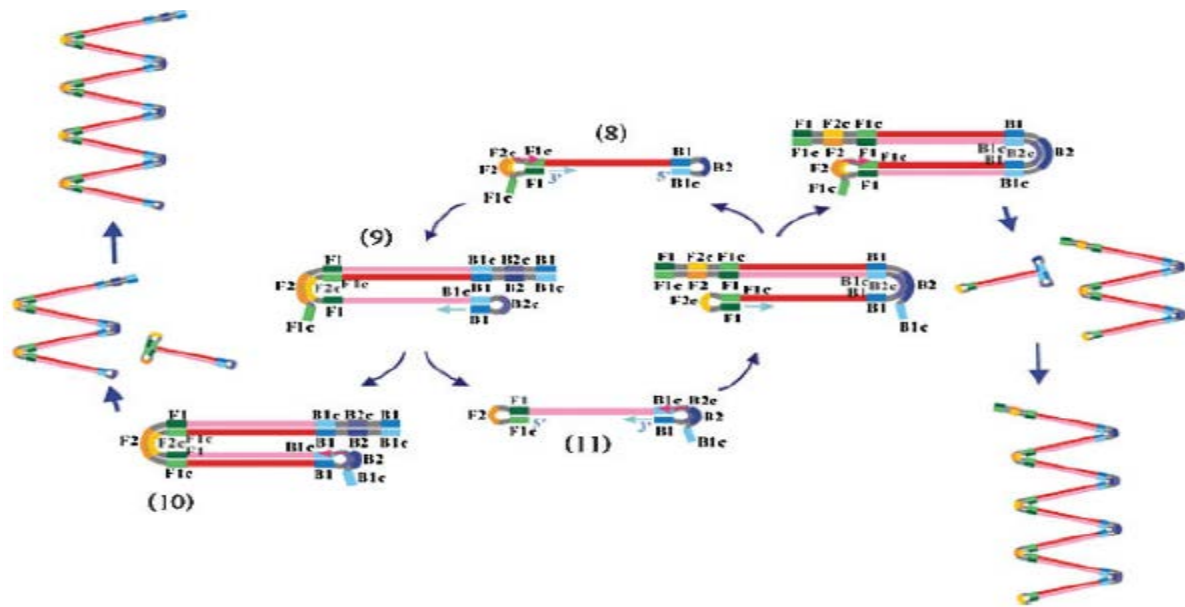 (8)
F2c F1c B1
F2 B2
F1 3' 5' B1c
F1c
F1 F2c F1c B1
B1c
F1c F2 F1 F1c B1 B2c B2
F2
F1c F1 B1c
(9)
F1 B1c B2c B1
F2 F2c F1c B1 B2 B1c
B1c B2c
F1 B1
F1c
F1 F2c F1c B1
B1c
F1c F2 F1 B2c B2
F2c F1c B1
F1 B1
B1c
F1 B1c B2c B1
F2
F2c F1c B1 B2 B1c
F1 B1c B2
F1c B1 B1c
(10)
F1 B1c B2c
F2 B2
F1c 5' 3' B1
B1c
(11)